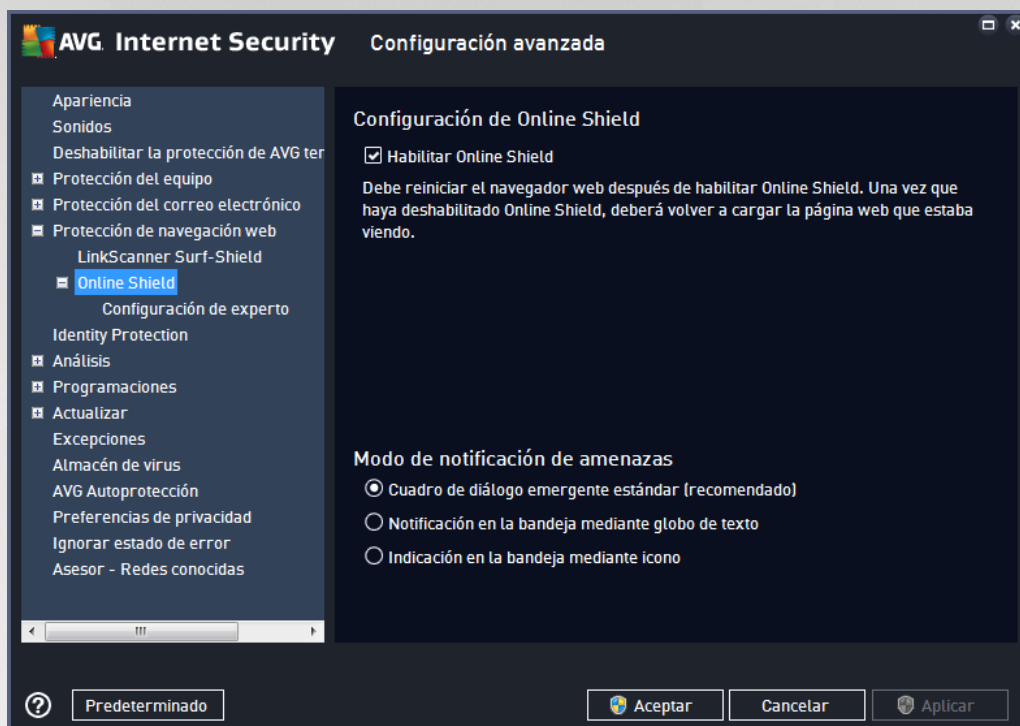 AVG Internet Security
Configuración avanzada
Apariencia
Sonidos
Deshabilitar la protección de AVG ter
Protección del equipo
Protección del correo electrónico
Protección de navegación web
LinkScanner Surf-Shield
Online Shield
Configuración de experto
Identity Protection
Análisis
Programaciones
Actualizar
Excepciones
Almacén de virus
AVG Autoprotección
Preferencias de privacidad
Ignorar estado de error
Asesor - Redes conocidas
Configuración de Online Shield
Habilitar Online Shield
Debe reiniciar el navegador web después de habilitar Online Shield. Una vez que
haya deshabilitado Online Shield, deberá volver a cargar la página web que estaba
viendo.
Modo de notificación de amenazas
Cuadro de diálogo emergente estándar (recomendado)
Notificación en la bandeja mediante globo de texto
Indicación en la bandeja mediante icono
Predeterminado
Aceptar
Cancelar
Aplicar